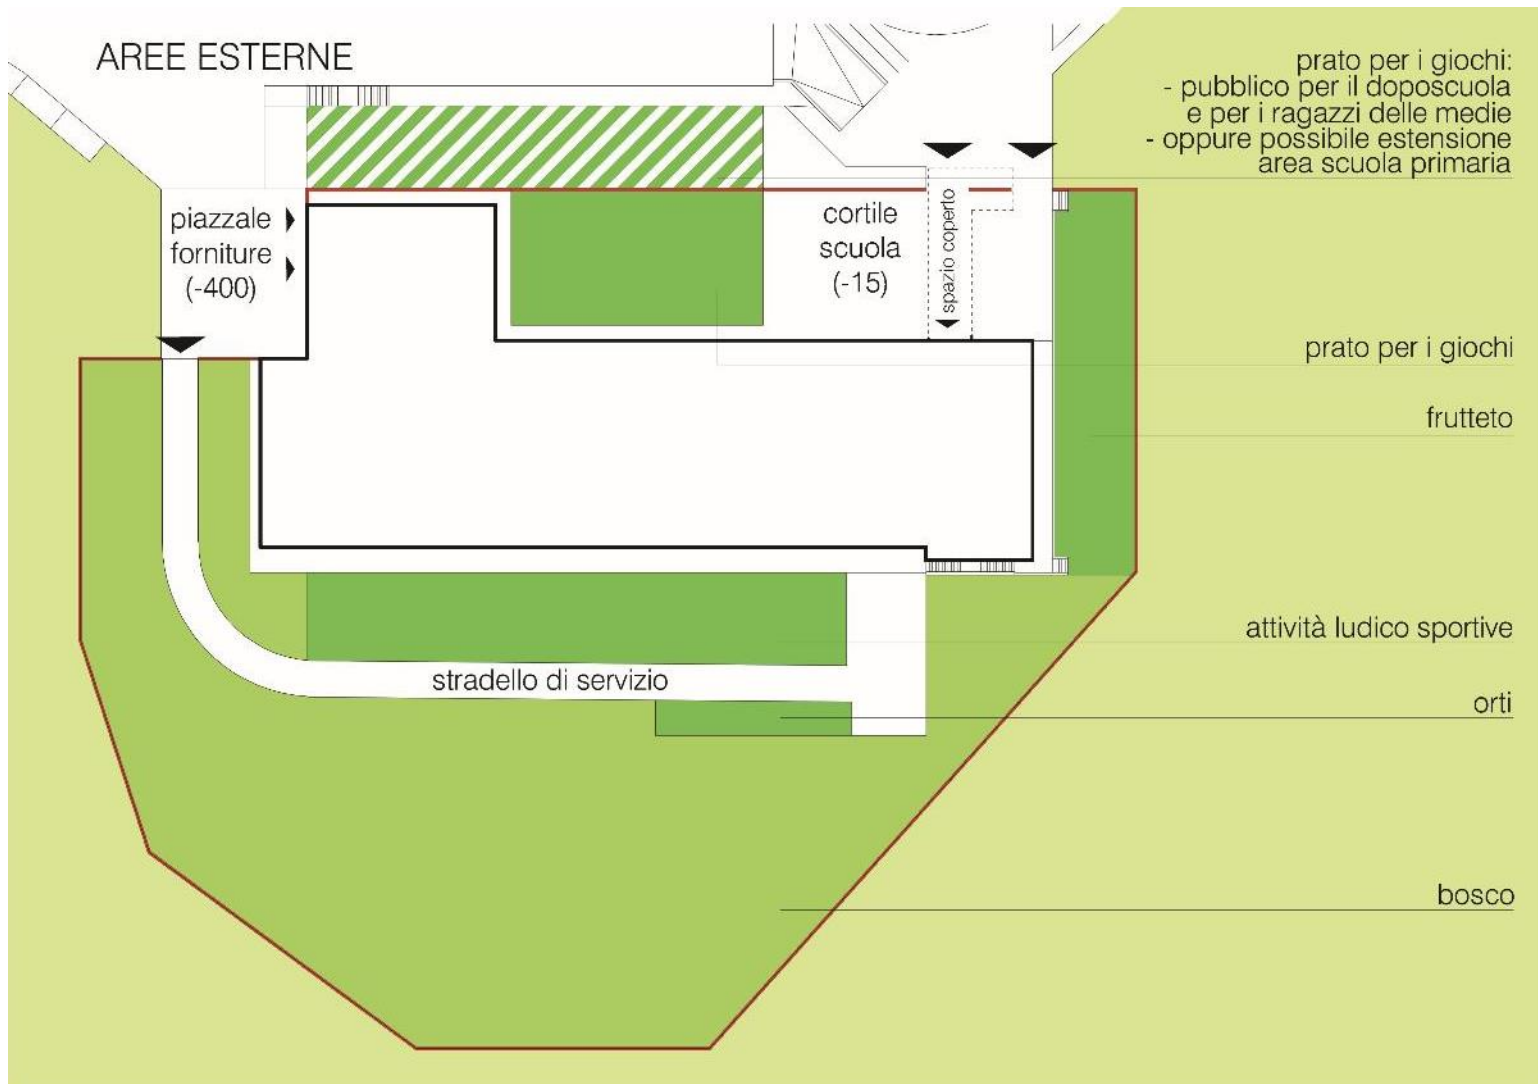 AREE ESTERNE
prato per i giochi:
- pubblico per il doposcuola
e per i ragazzi delle medie
- oppure possibile estensione
area scuola primaria
piazzale
forniture
(-400)
cortile
scuola
(-15)
spazio coperto
prato per i giochi
frutteto
attività ludico sportive
stradello di servizio
orti
bosco